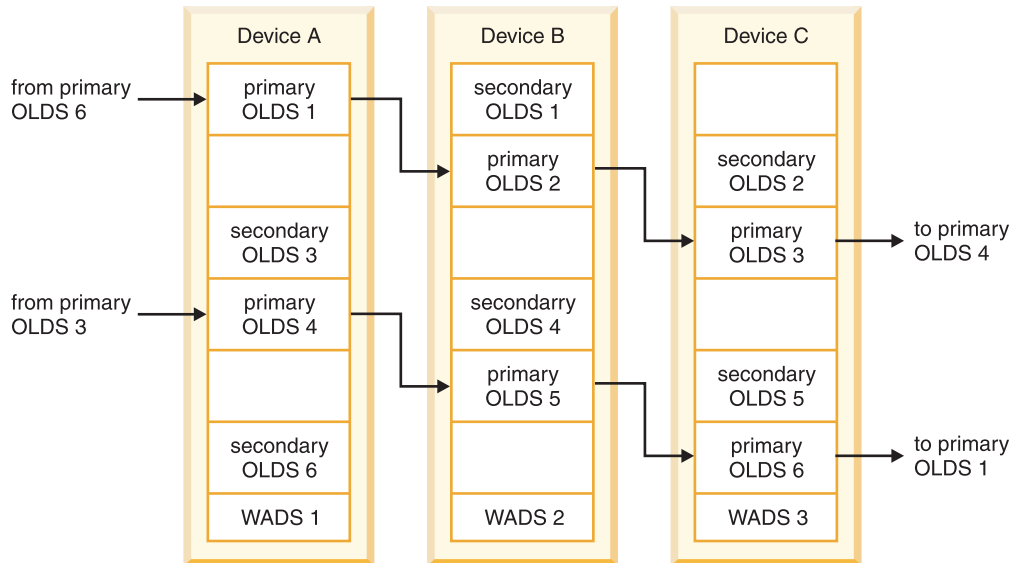 Device A
Device B
Device C
from primary
OLDS 6
primary
OLDS 1
secondary
OLDS 1
primary
OLDS 2
secondary
OLDS 2
secondary
OLDS 3
primary
OLDS 3
to primary
OLDS 4
from primary
OLDS 3
primary
OLDS 4
secondarry
OLDS 4
primary
OLDS 5
secondary
OLDS 5
secondary
OLDS 6
primary
OLDS 6
to primary
OLDS 1
WADS 1
WADS 2
WADS 3